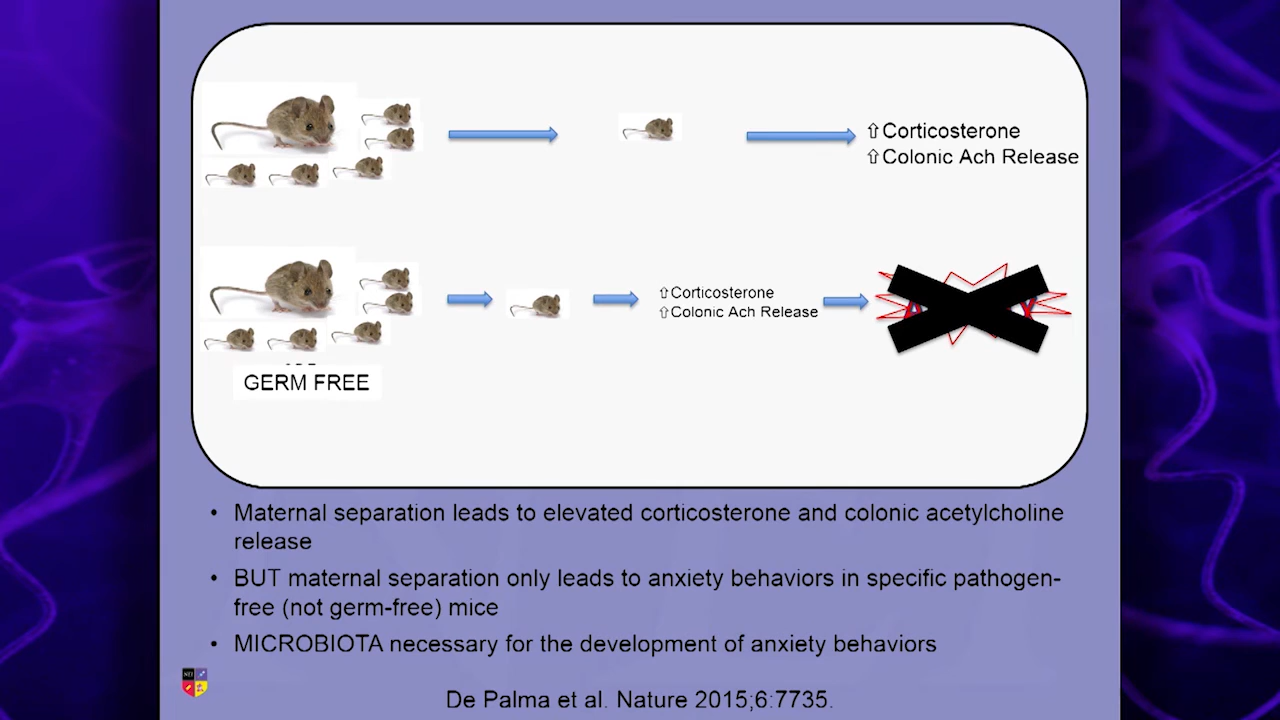 ⇧Corticosterone
⇧Colonic Ach Release
⇧Corticosterone
⇧Colonic Ach Release
GERM FREE
• Maternal separation leads to elevated corticosterone and colonic acetylcholine
release
• BUT maternal separation only leads to anxiety behaviors in specific pathogen-
free (not germ-free) mice
• MICROBIOTA necessary for the development of anxiety behaviors
NEI
De Palma et al. Nature 2015;6:7735.